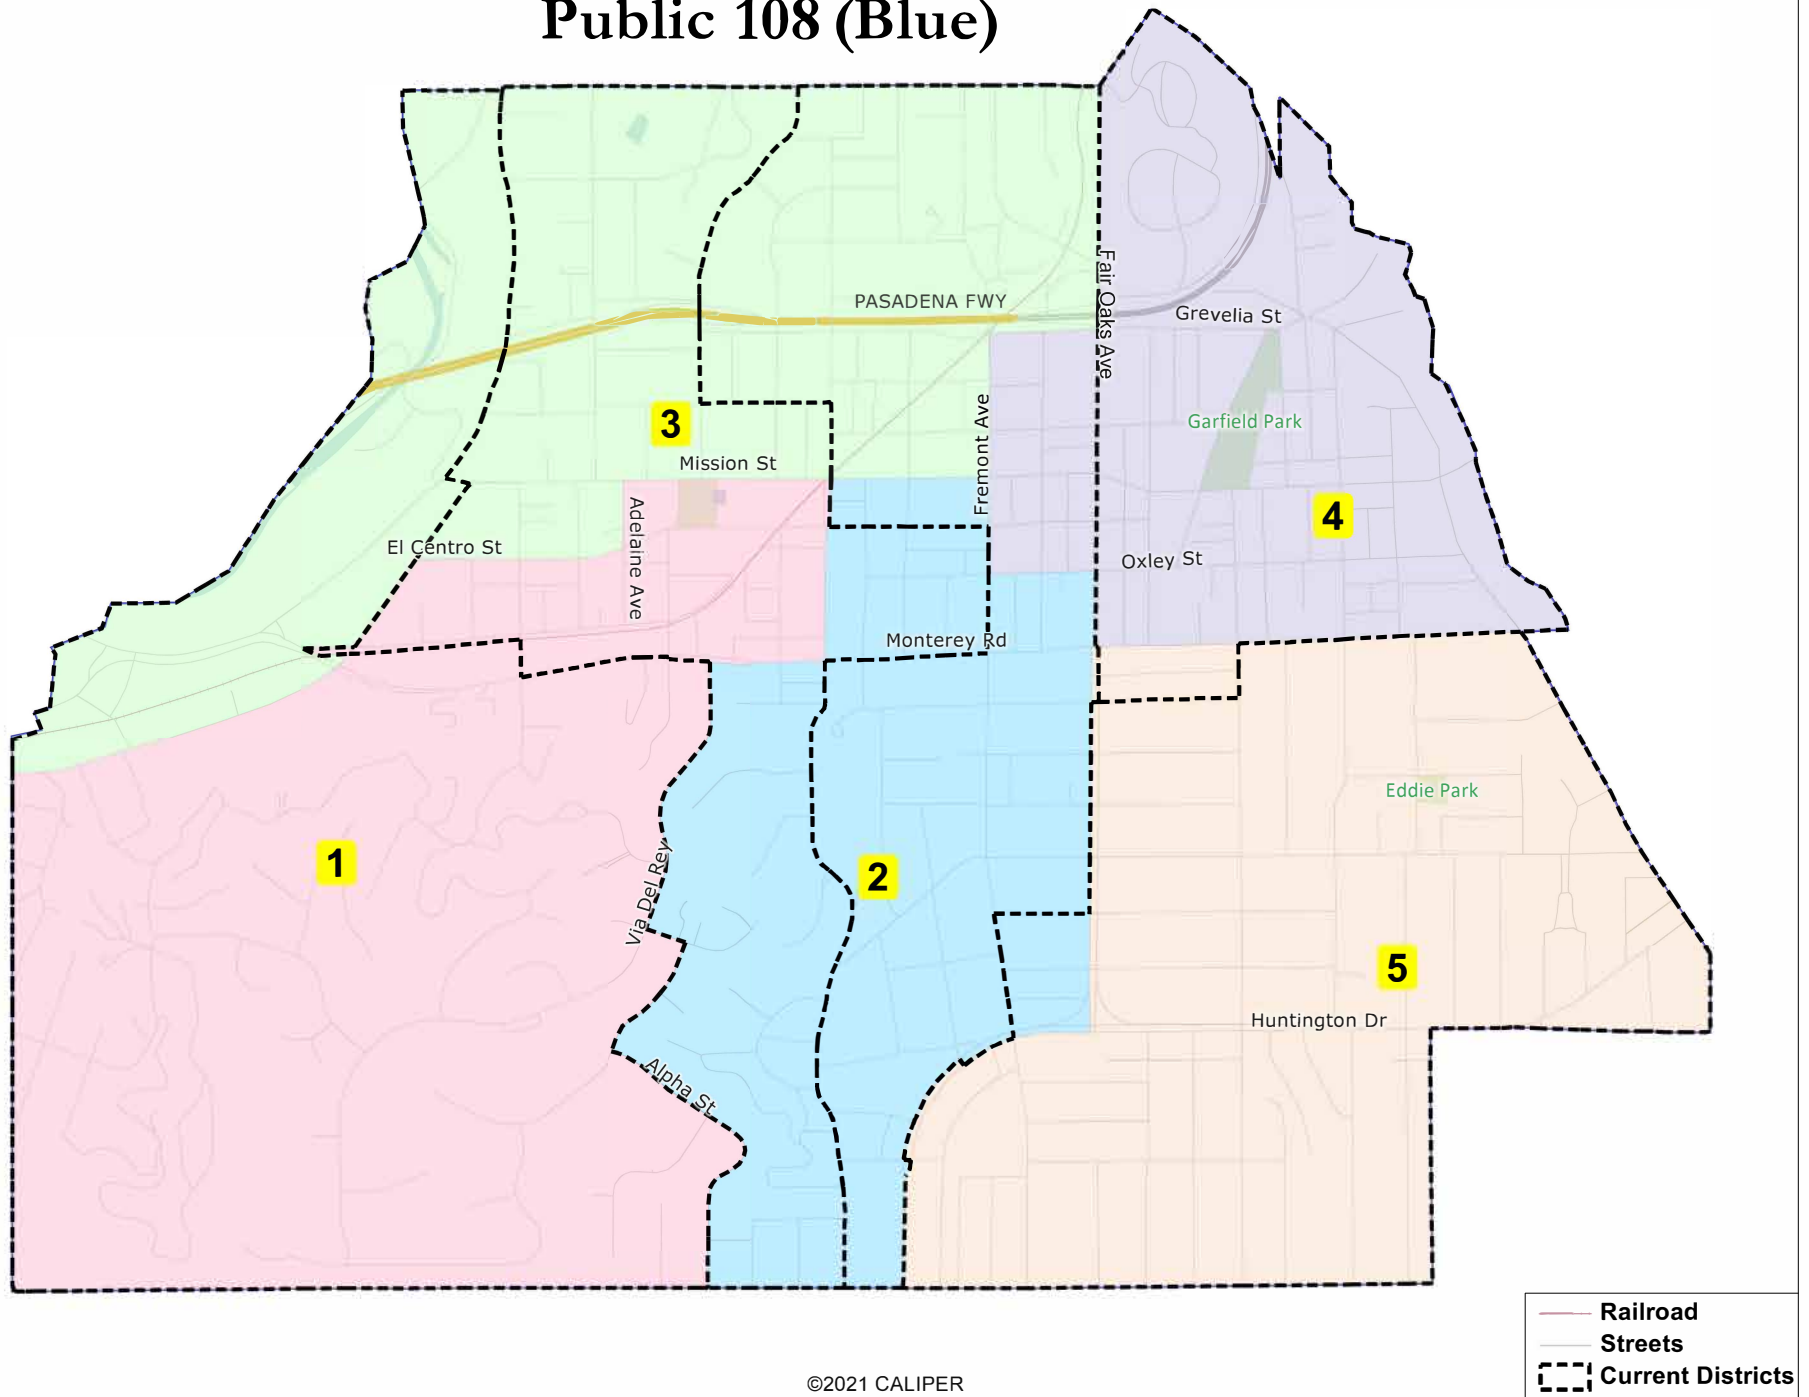 Public 108 (Blue)
Fair Oaks Ave
PASADENA FWY
Grevelia St
3
Fremont Ave
Garfield Park
Mission St
4
Adelaine Ave
El Centro St
Oxley St
Monterey Rd
Eddie Park
1
2
Via Del Rey
5
Huntington Dr
Alpha St
Railroad
Streets
Current Districts
©2021 CALIPER